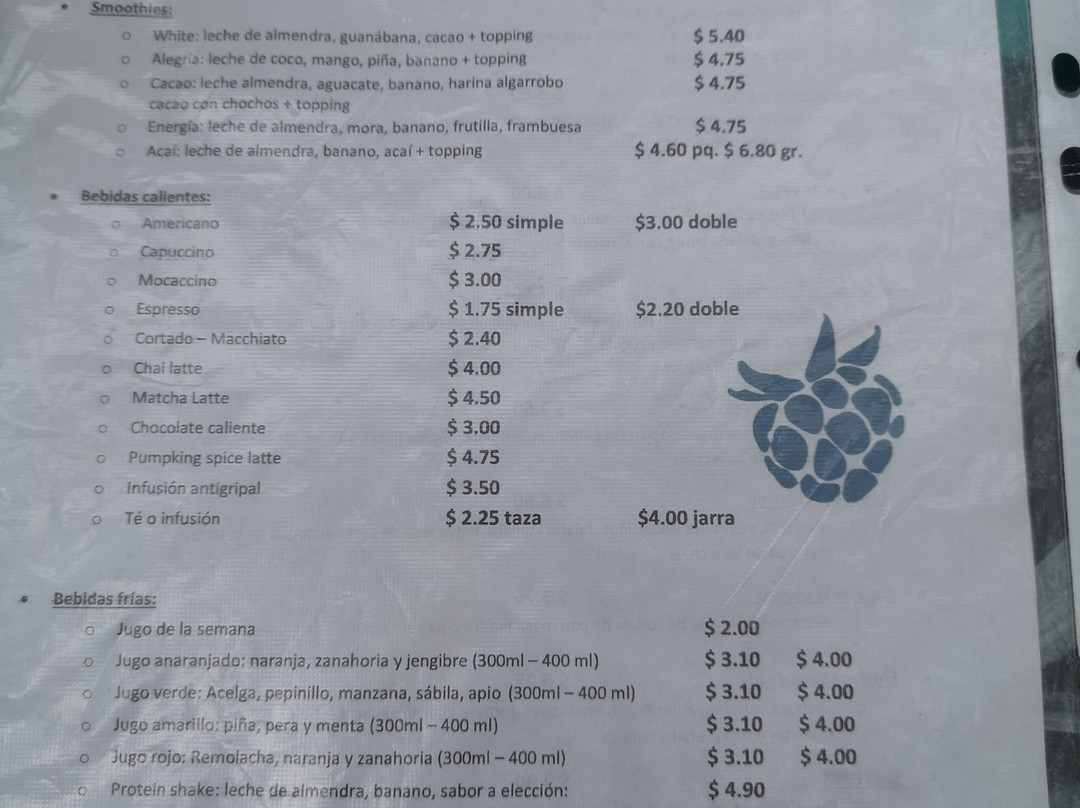 • Smoothies:
○ White: leche de almendra, guanábana, cacao + topping $ 5.40
○ Alegría: leche de coco, mango, piña, banano + topping $ 4.75
○ Cacao: leche almendra, aguacate, banano, harina algarrobo $ 4.75
cacao con chochos + topping
○ Energía: leche de almendra, mora, banano, frutilla, frambuesa $ 4.75
○ Acaí: leche de almendra, banano, acaí + topping $ 4.60 pq. $ 6.80 gr.
• Bebidas calientes:
○ Americano $ 2.50 simple $3.00 doble
○ Capuccino $ 2.75
○ Mocaccino $ 3.00
○ Espresso $ 1.75 simple $2.20 doble
○ Cortado – Macchiato $ 2.40
○ Chai latte $ 4.00
○ Matcha Latte $ 4.50
○ Chocolate caliente $ 3.00
○ Pumpking spice latte $ 4.75
○ Infusión antigripal $ 3.50
○ Té o infusión $ 2.25 taza $4.00 jarra
• Bebidas frías:
○ Jugo de la semana $ 2.00
○ Jugo anaranjado: naranja, zanahoria y jengibre (300ml – 400 ml) $ 3.10 $ 4.00
○ Jugo verde: Acelga, pepinillo, manzana, sábila, apio (300ml – 400 ml) $ 3.10 $ 4.00
○ Jugo amarillo: piña, pera y menta (300ml – 400 ml) $ 3.10 $ 4.00
○ Jugo rojo: Remolacha, naranja y zanahoria (300ml – 400 ml) $ 3.10 $ 4.00
○ Protein shake: leche de almendra, banano, sabor a elección: $ 4.90